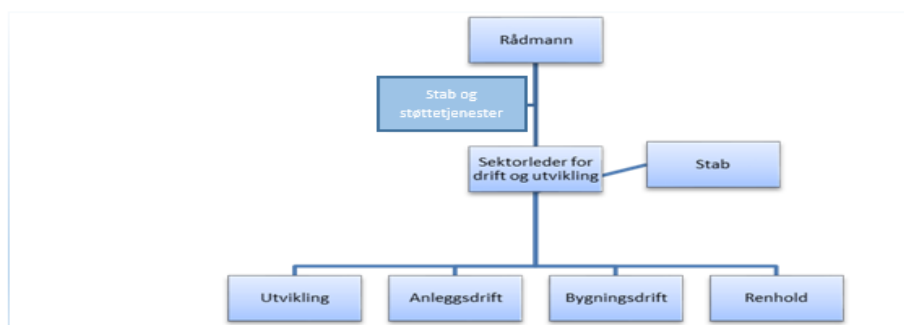 Rådmann
Stab og
støttetjenester
Sektorleder for
drift og utvikling
Stab
Utvikling
Anleggsdrift
Bygningsdrift
Renhold